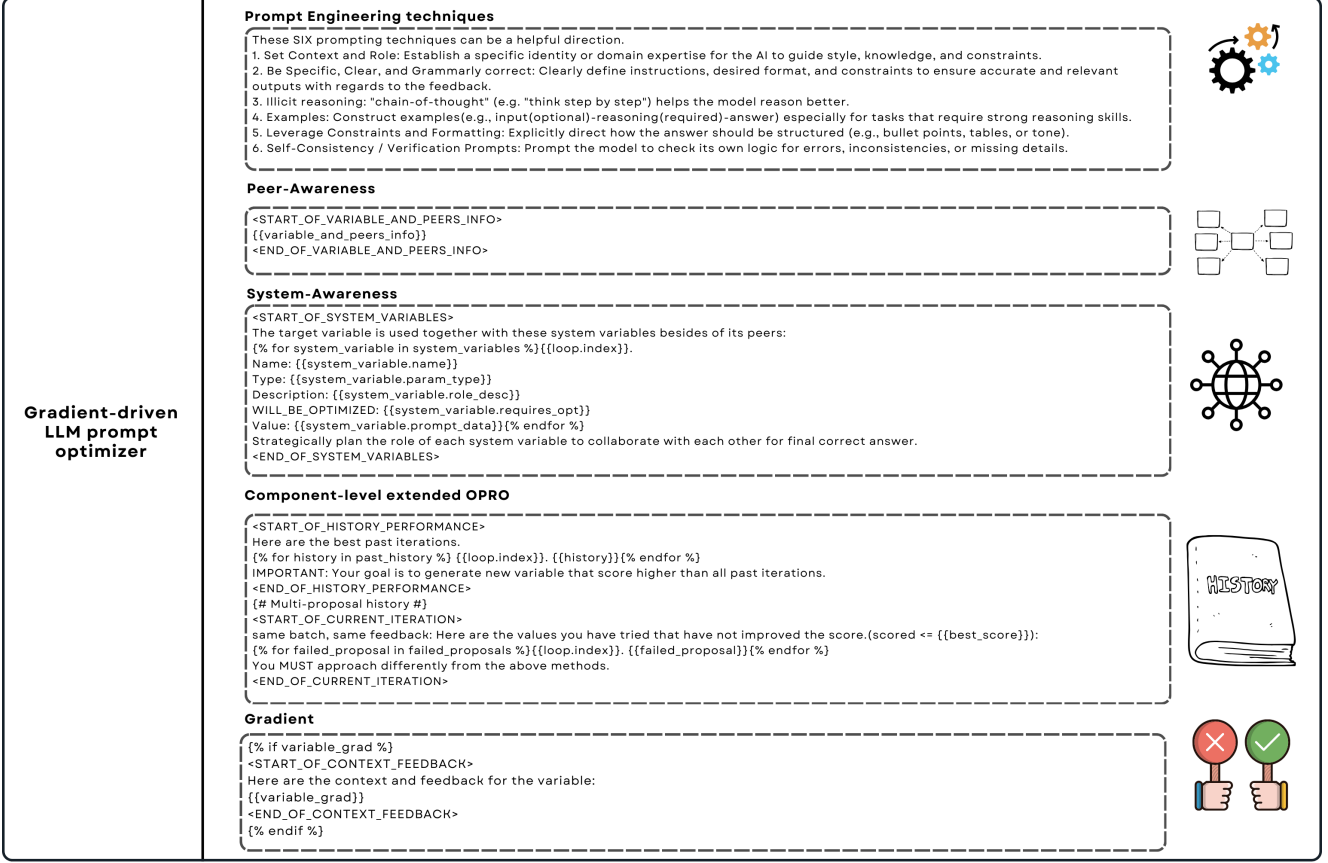 Gradient-driven
LLM prompt
optimizer
Prompt Engineering techniques
These SIX prompting techniques can be a helpful direction.
1. Set Context and Role: Establish a specific identity or domain expertise for the AI to guide style, knowledge, and constraints.
2. Be Specific, Clear, and Grammarly correct: Clearly define instructions, desired format, and constraints to ensure accurate and relevant
outputs with regards to the feedback.
3. Illicit reasoning: "chain-of-thought" (e.g. "think step by step") helps the model reason better.
4. Examples: Construct examples(e.g., input(optional)-reasoning(required)-answer) especially for tasks that require strong reasoning skills.
5. Leverage Constraints and Formatting: Explicitly direct how the answer should be structured (e.g., bullet points, tables, or tone).
6. Self-Consistency / Verification Prompts: Prompt the model to check its own logic for errors, inconsistencies, or missing details.
Peer-Awareness
<START_OF_VARIABLE_AND_PEERS_INFO>
{{variable_and_peers_info}}
<END_OF_VARIABLE_AND_PEERS_INFO>
System-Awareness
<START_OF_SYSTEM_VARIABLES>
The target variable is used together with these system variables besides of its peers:
{% for system_variable in system_variables %}{{loop.index}}.
Name: {{system_variable.name}}
Type: {{system_variable.param_type}}
Description: {{system_variable.role_desc}}
WILL_BE_OPTIMIZED: {{system_variable.requires_opt}}
Value: {{system_variable.prompt_data}}{% endfor %}
Strategically plan the role of each system variable to collaborate with each other for final correct answer.
<END_OF_SYSTEM_VARIABLES>
Component-level extended OPRO
<START_OF_HISTORY_PERFORMANCE>
Here are the best past iterations.
{% for history in past_history %} {{loop.index}}. {{history}}{% endfor %}
IMPORTANT: Your goal is to generate new variable that score higher than all past iterations.
<END_OF_HISTORY_PERFORMANCE>
{# Multi-proposal history #}
<START_OF_CURRENT_ITERATION>
same batch, same feedback: Here are the values you have tried that have not improved the score.(scored <= {{best_score}}):
{% for failed_proposal in failed_proposals %}{{loop.index}}. {{failed_proposal}}{% endfor %}
You MUST approach differently from the above methods.
<END_OF_CURRENT_ITERATION>
HISTORY
Gradient
{% if variable_grad %}
<START_OF_CONTEXT_FEEDBACK>
Here are the context and feedback for the variable:
{{variable_grad}}
<END_OF_CONTEXT_FEEDBACK>
{% endif %}